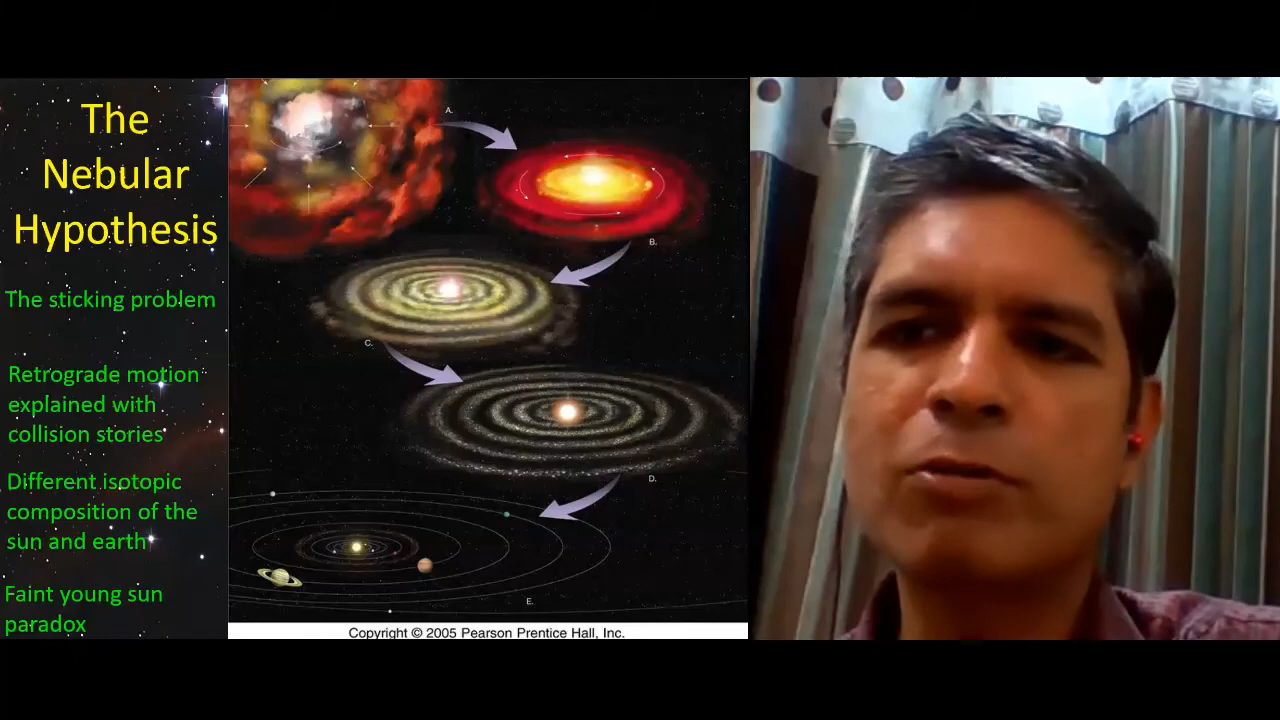 The
Nebular
Hypothesis
The sticking problem
Retrograde motion
explained with
collision stories
Different isotopic
composition of the
sun and earth
Faint young sun
paradox
A.
B.
C.
D.
E.
Copyright © 2005 Pearson Prentice Hall, Inc.